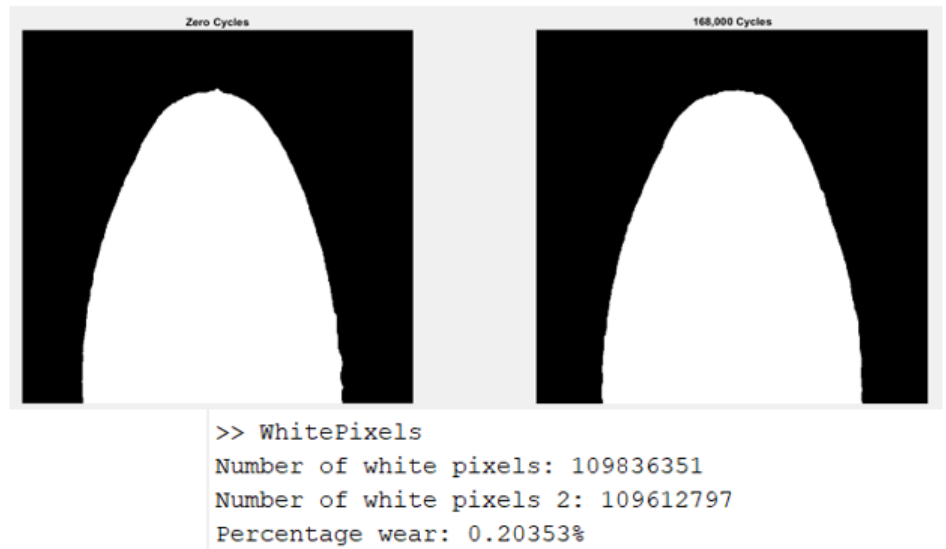 Zero Cycles
168,000 Cycles
>> WhitePixels
Number of white pixels: 109836351
Number of white pixels 2: 109612797
Percentage wear: 0.20353%